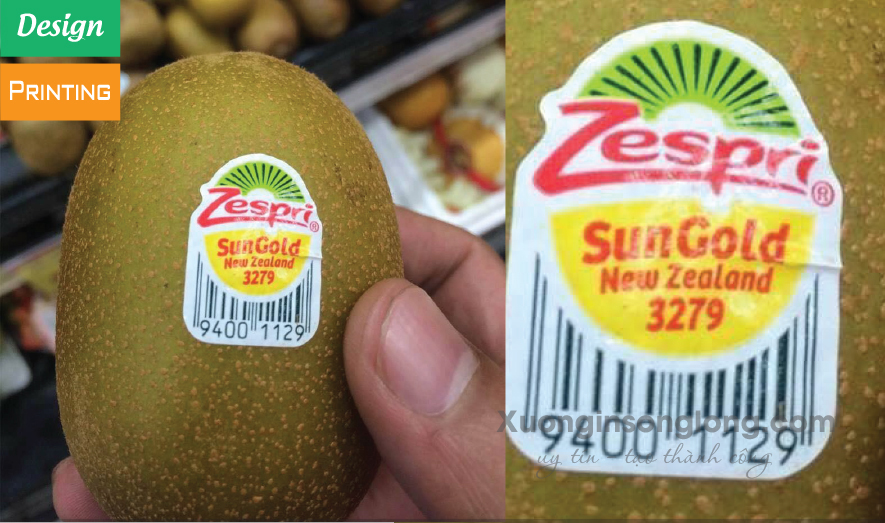 Design
PRINTING
Zespri®
SunGold
New Zealand
3279
9400 1129
Zespri®
SunGold
New Zealand
3279
9400 1129
Xuonginsonglong.com
uy tín tạo thành công